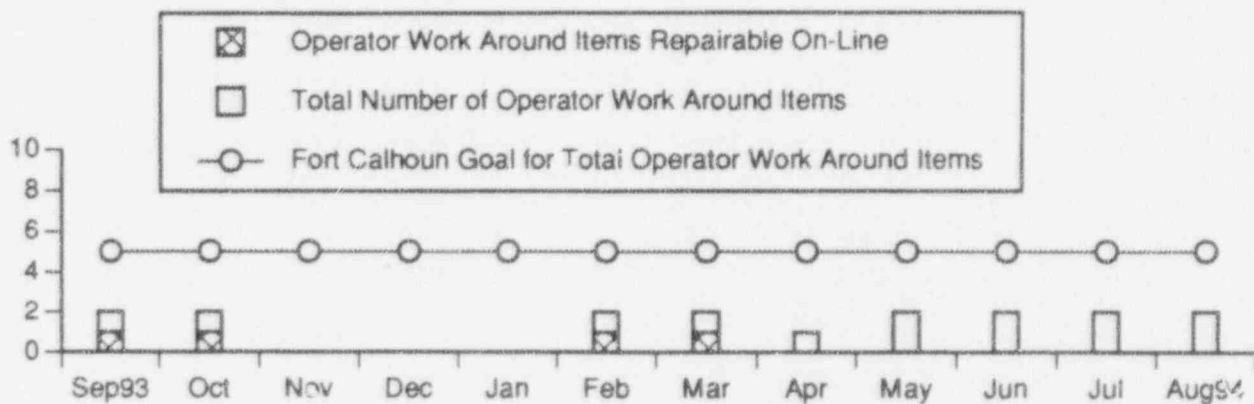 Operator Work Around Items Repairable On-Line
Total Number of Operator Work Around Items
Fort Calhoun Goal for Total Operator Work Around Items
10
8
6
4
2
0
Sep93 Oct Nov Dec Jan Feb Mar Apr May Jun Jul Aug94